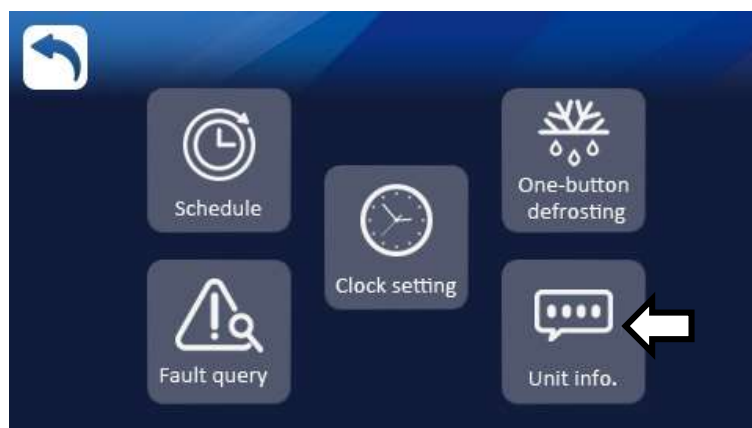 Schedule
One-button
defrosting
Clock setting
Fault query
Unit info.